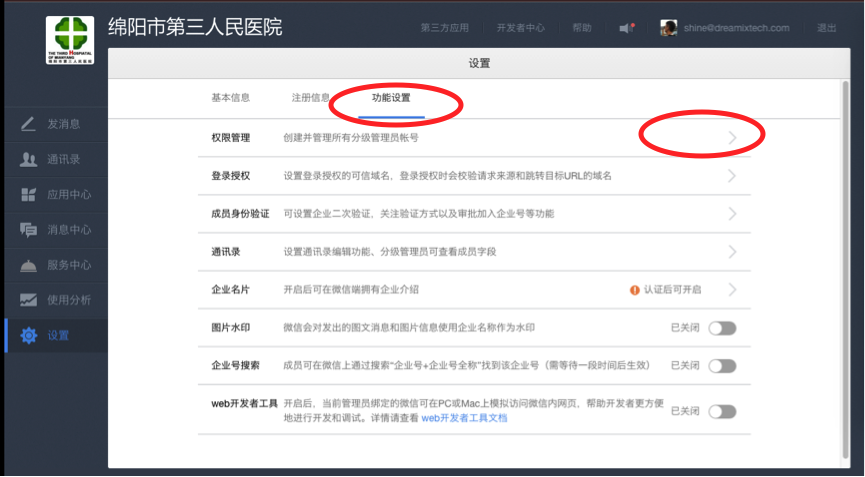 绵阳市第三人民医院
第三方应用 开发者中心 帮助 shine@dreamixtech.com 退出
THE THIRD HOSPIATAL
OF MIANYANG
绵阳市第三人民医院
设置
基本信息 注册信息 功能设置
发消息
通讯录
应用中心
消息中心
服务中心
使用分析
设置
权限管理 创建并管理所有分级管理员帐号
登录授权 设置登录授权的可信域名，登录授权时会校验请求来源和跳转目标URL的域名
成员身份验证 可设置企业二次验证，关注验证方式以及审批加入企业号等功能
通讯录 设置通讯录编辑功能、分级管理员可查看成员字段
企业名片 开启后可在微信端拥有企业介绍 认证后可开启
图片水印 微信会对发出的图文消息和图片信息使用企业名称作为水印 已关闭
企业号搜索 成员可在微信上通过搜索“企业号+企业号全称”找到该企业号（需等待一段时间后生效） 已关闭
web开发者工具 开启后，当前管理员绑定的微信可在PC或Mac上模拟访问微信内网页，帮助开发者更方便
地进行开发和调试。详情请查看 web开发者工具文档 已关闭